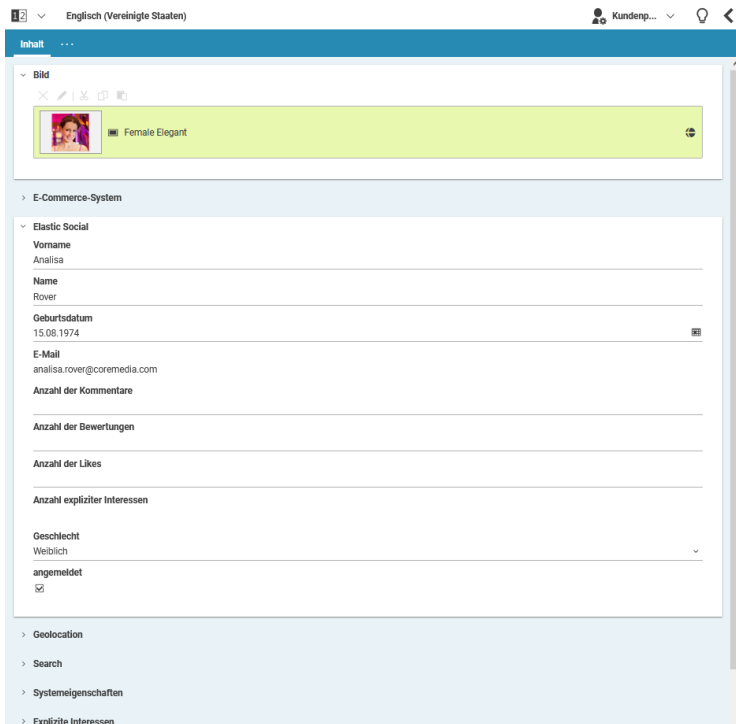 12 Englisch (Vereinigte Staaten) Kundenp...
Inhalt ...
Bild
Female Elegant
E-Commerce-System
Elastic Social
Vorname
Analisa
Name
Rover
Geburtsdatum
15.08.1974
E-Mail
analisa.rover@coremedia.com
Anzahl der Kommentare
Anzahl der Bewertungen
Anzahl der Likes
Anzahl expliziter Interessen
Geschlecht
Weiblich
angemeldet
Geolocation
Search
Systemeigenschaften
Explizite Interessen